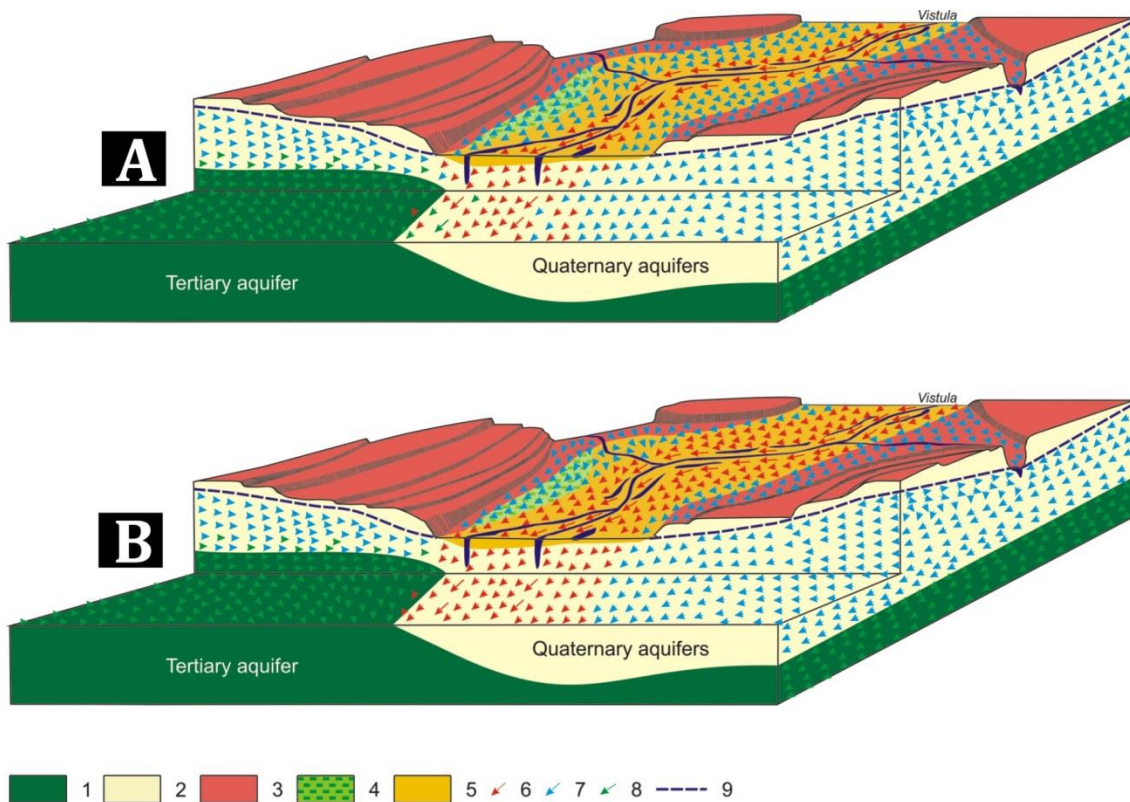 Vistula
A
Quaternary aquifers
Tertiary aquifer
Vistula
B
Quaternary aquifers
Tertiary aquifer
1 2 3 4 5 6 7 8 9